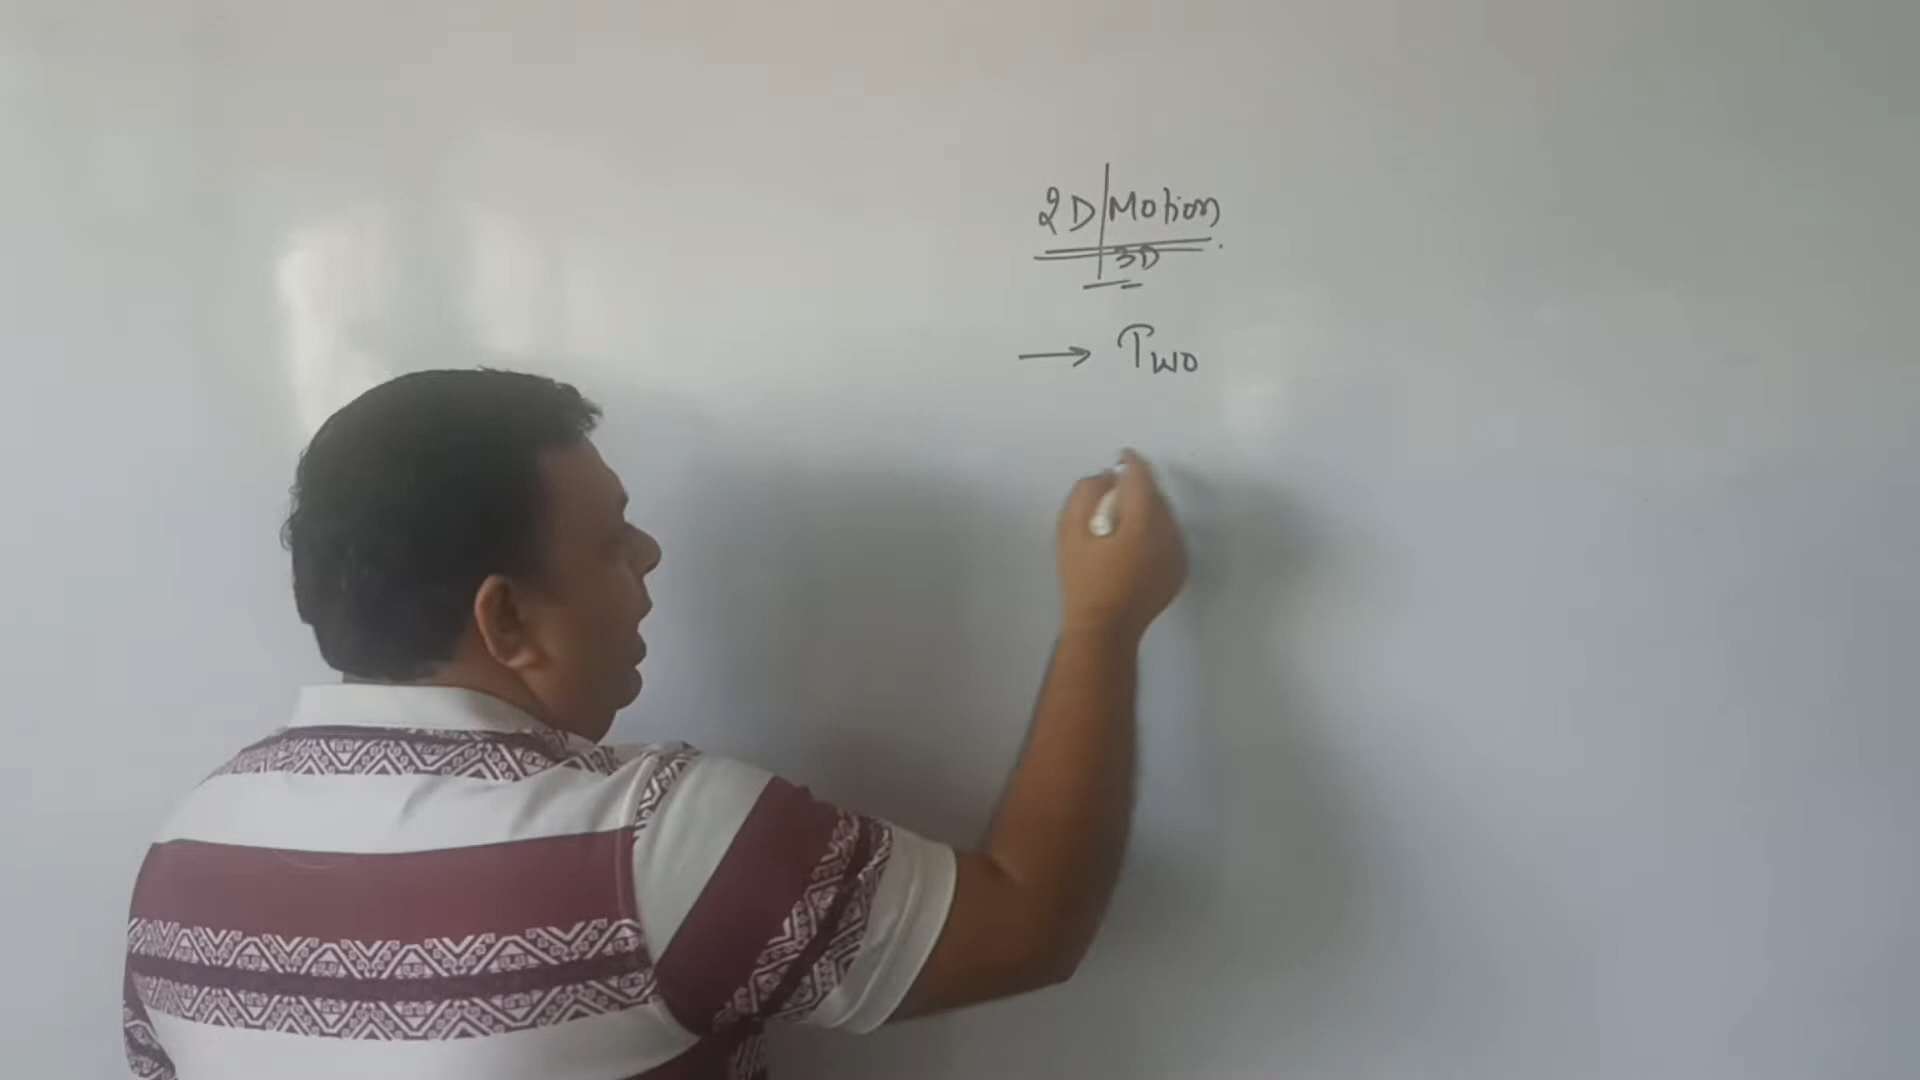 2D | Motion
3D
→ Two